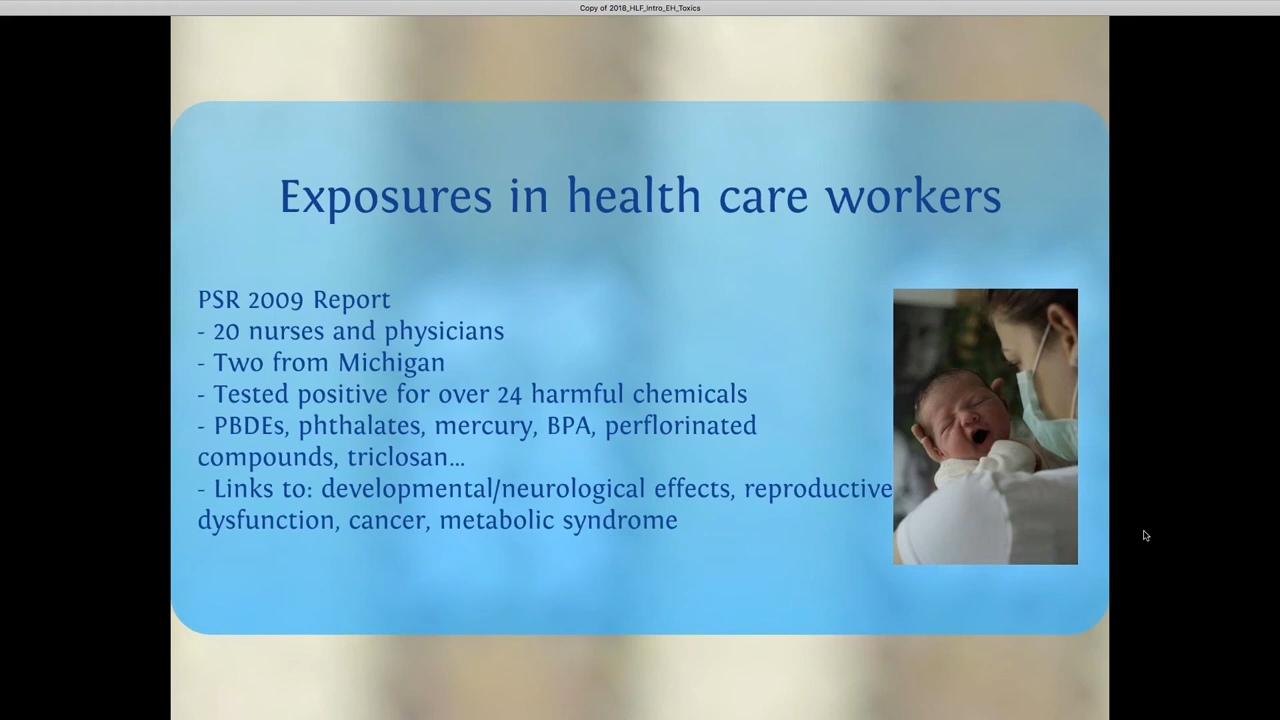 Copy of 2018_HLF_Intro_EH_Toxics
Exposures in health care workers
PSR 2009 Report
- 20 nurses and physicians
- Two from Michigan
- Tested positive for over 24 harmful chemicals
- PBDEs, phthalates, mercury, BPA, perflorinated
compounds, triclosan...
- Links to: developmental/neurological effects, reproductive
dysfunction, cancer, metabolic syndrome